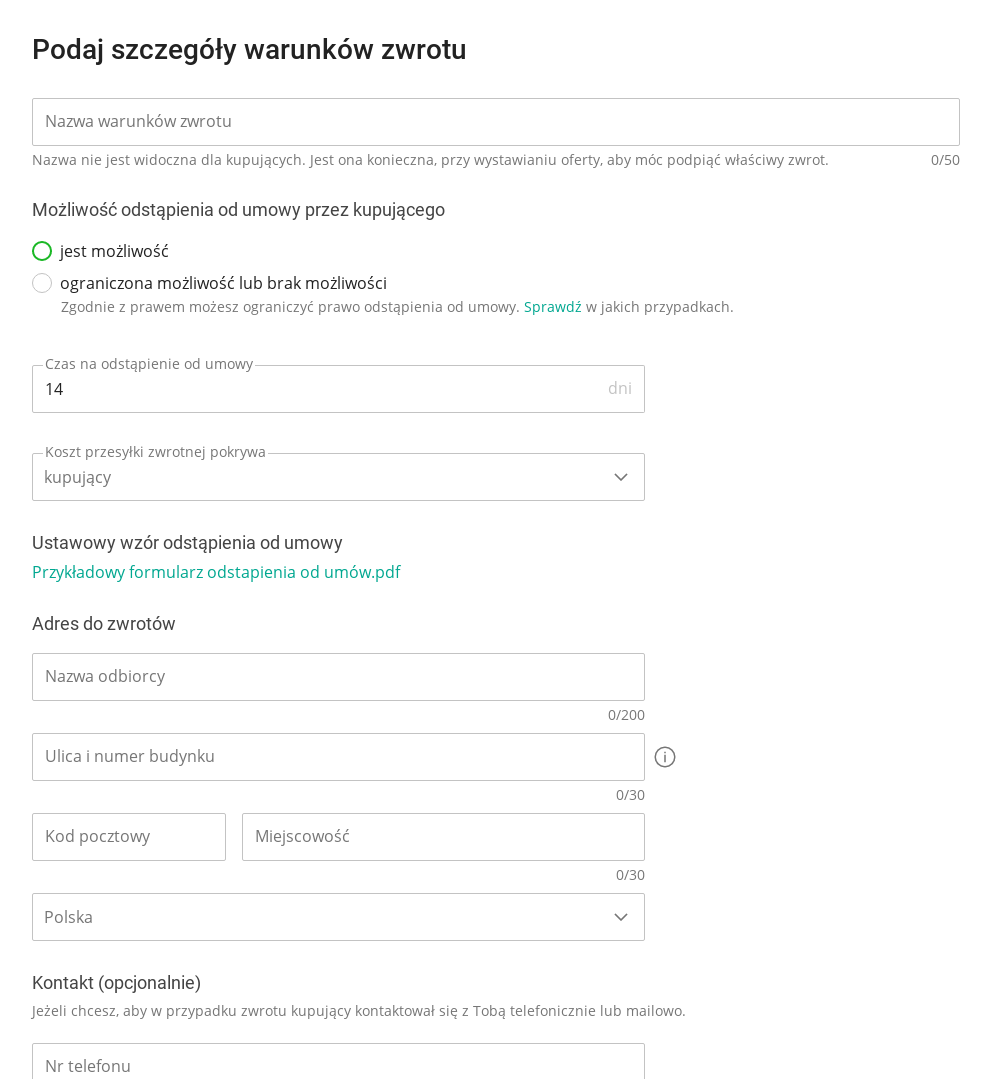 Podaj szczegóły warunków zwrotu
Nazwa warunków zwrotu
Nazwa nie jest widoczna dla kupujących. Jest ona konieczna, przy wystawianiu oferty, aby móc podpiąć właściwy zwrot. 0/50
Możliwość odstąpienia od umowy przez kupującego
jest możliwość
ograniczona możliwość lub brak możliwości
Zgodnie z prawem możesz ograniczyć prawo odstąpienia od umowy. Sprawdź w jakich przypadkach.
Czas na odstąpienie od umowy
14 dni
Koszt przesyłki zwrotnej pokrywa
kupujący
Ustawowy wzór odstąpienia od umowy
Przykładowy formularz odstapienia od umów.pdf
Adres do zwrotów
Nazwa odbiorcy
0/200
Ulica i numer budynku
0/30
Kod pocztowy Miejscowość
0/30
Polska
Kontakt (opcjonalnie)
Jeżeli chcesz, aby w przypadku zwrotu kupujący kontaktował się z Tobą telefonicznie lub mailowo.
Nr telefonu